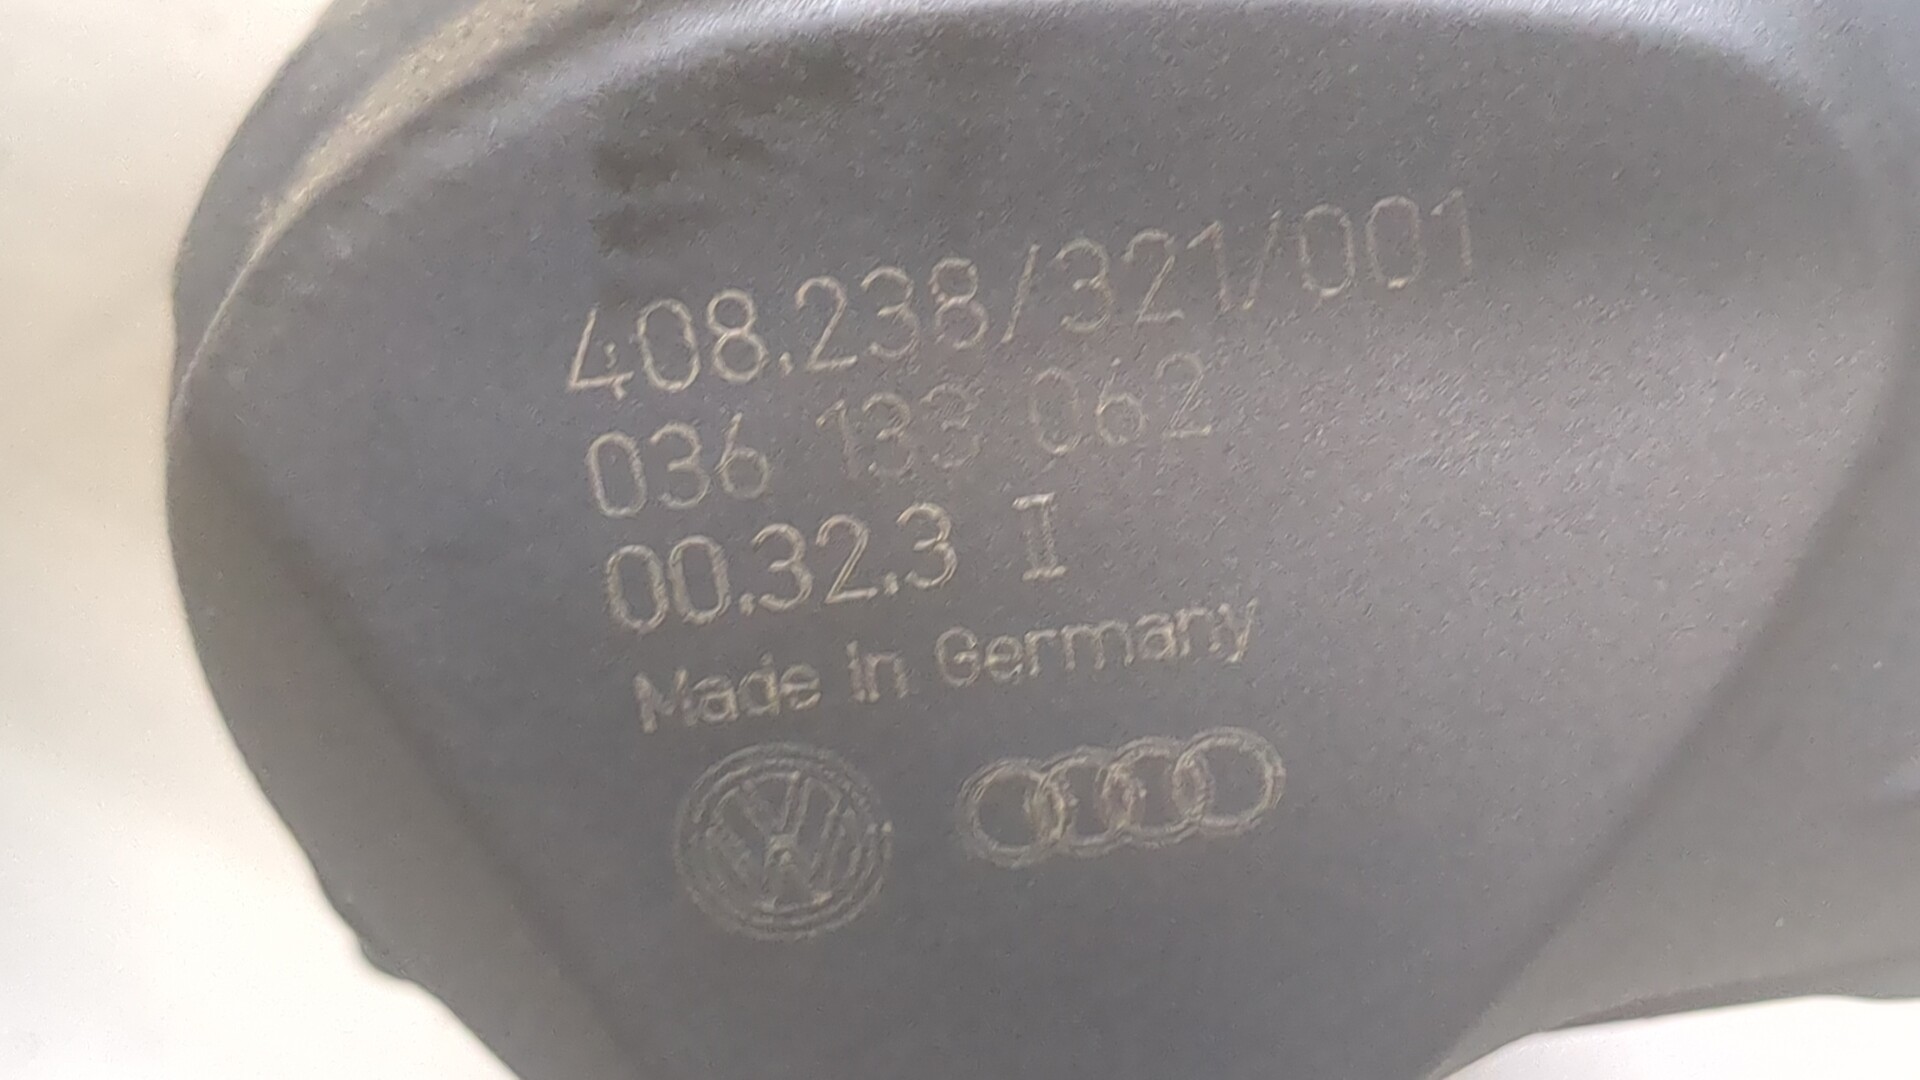 408.238/321/001
036 133 062
00.32.3 I
Made in Germany